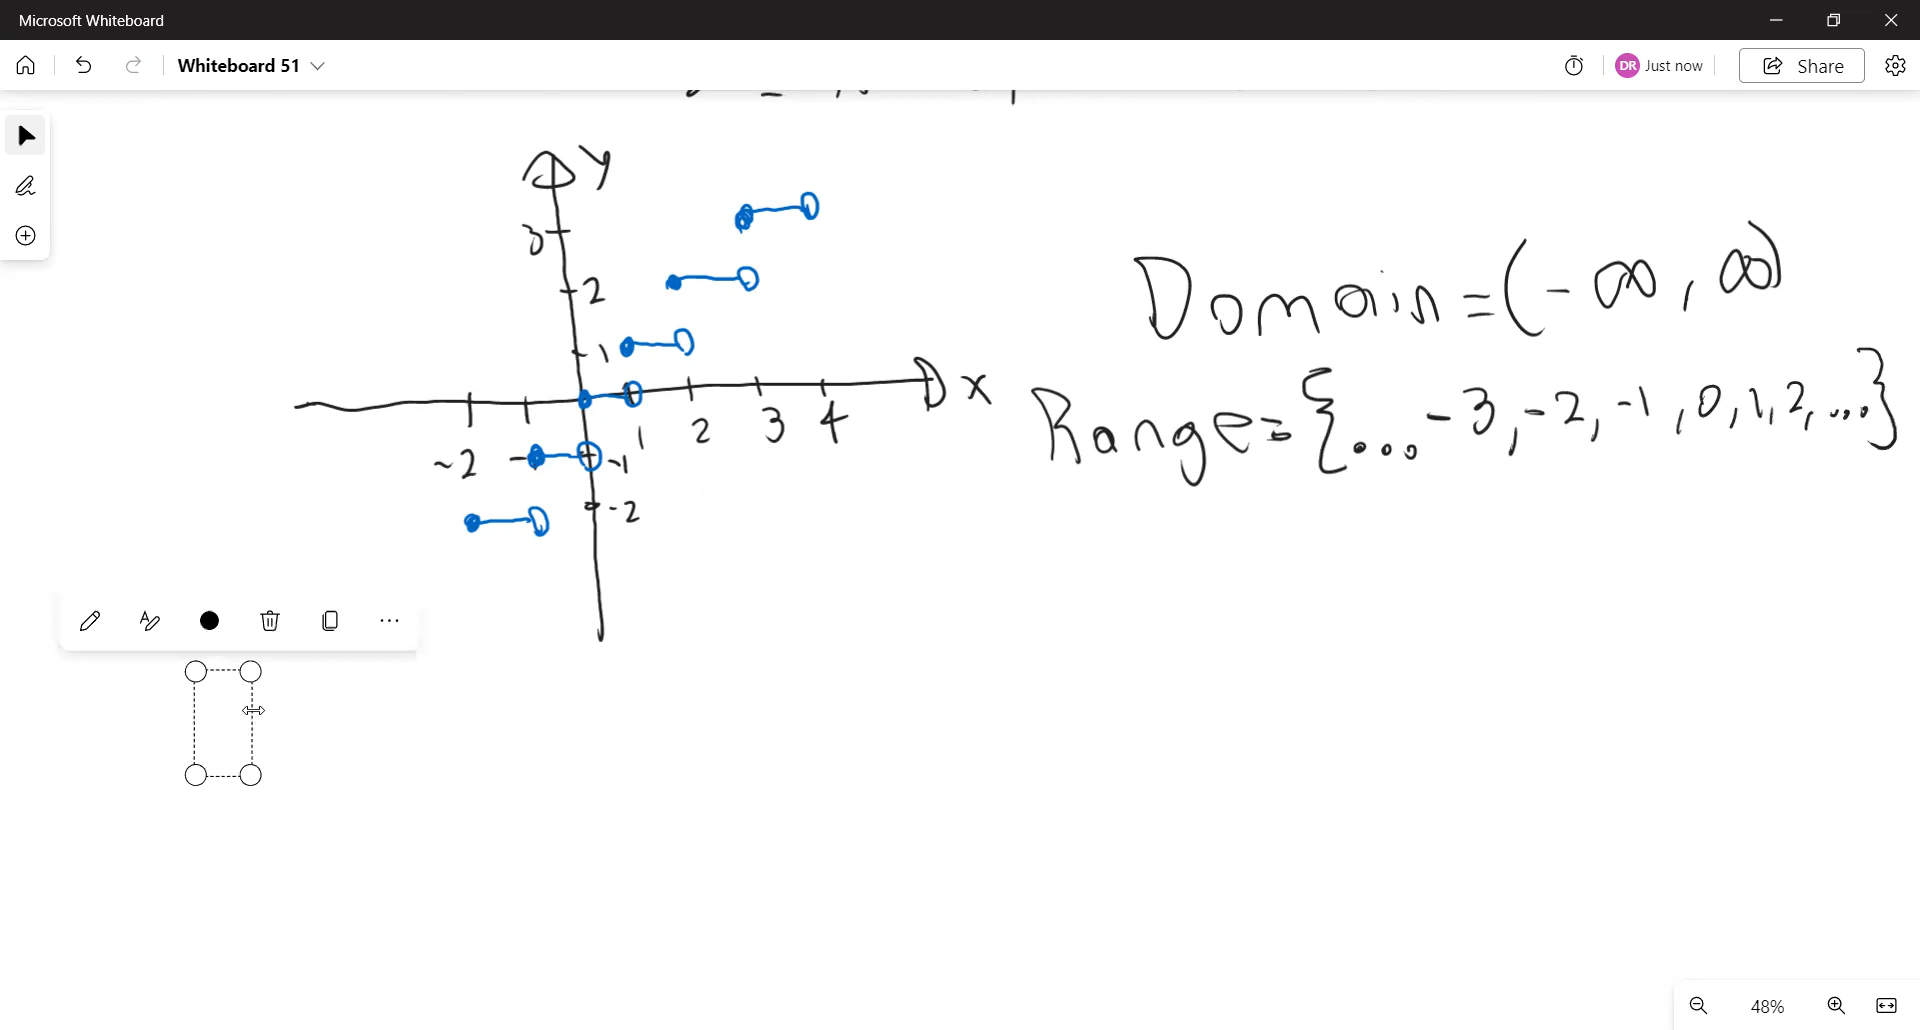 Microsoft Whiteboard
Whiteboard 51
DR Just now
Share
y
3
2
1
x
1 2 3 4
-2
-1
-2
Domain = (-∞, ∞)
Range = {... -3, -2, -1, 0, 1, 2, ...}
48%